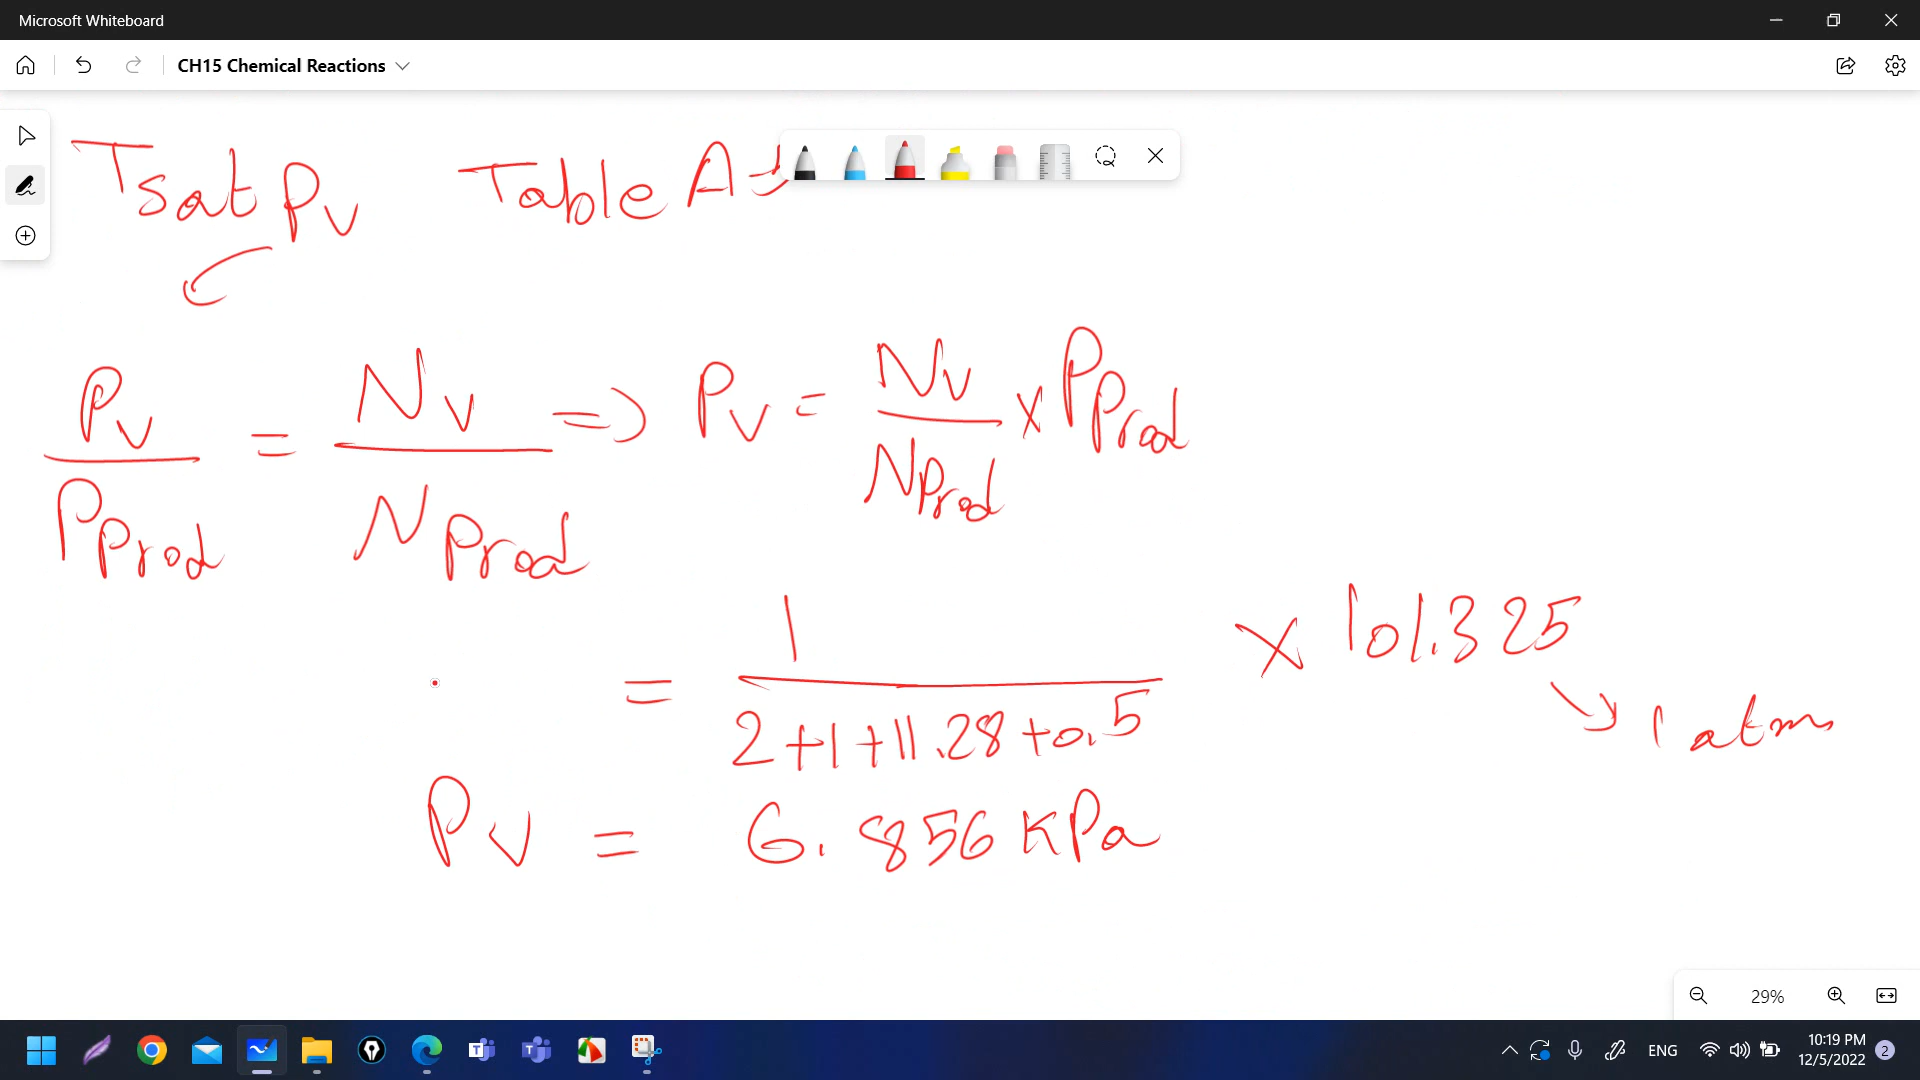 Microsoft Whiteboard
CH15 Chemical Reactions
Tsat Pv Table A-5
Pv / PProd = Nv / NProd => Pv = Nv / NProd x PProd
= 1 / 2+1+11.28+0.5 x 101.325
1 atm
Pv = 6.856 KPa
29%
ENG
10:19 PM
12/5/2022
2